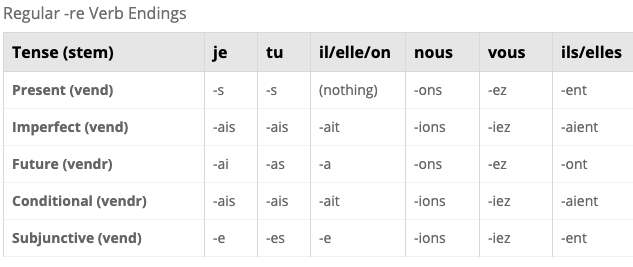 Regular -re Verb Endings
Tense (stem) je tu il/elle/on nous vous ils/elles
Present (vend) -s -s (nothing) -ons -ez -ent
Imperfect (vend) -ais -ais -ait -ions -iez -aient
Future (vendr) -ai -as -a -ons -ez -ont
Conditional (vendr) -ais -ais -ait -ions -iez -aient
Subjunctive (vend) -e -es -e -ions -iez -ent